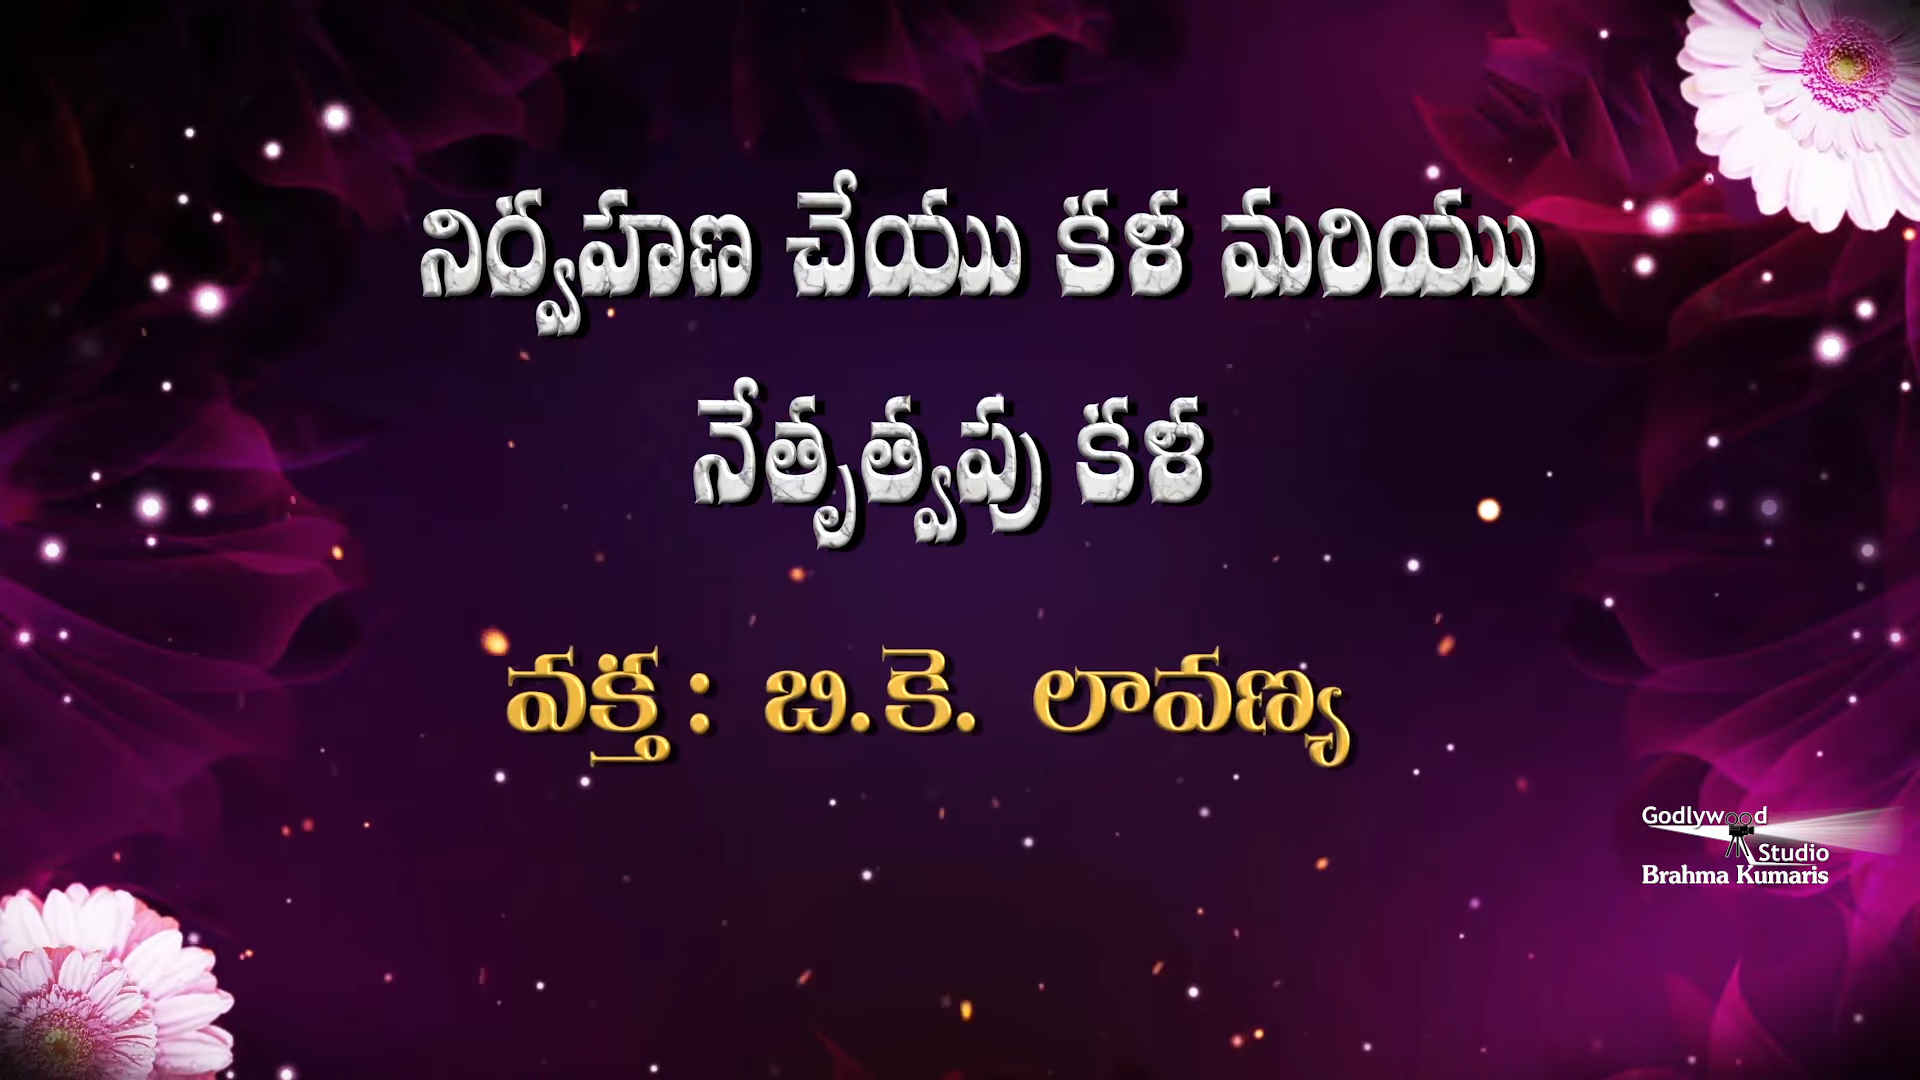 నిర్వహణ చేయు కళ మరియు
నేతృత్వపు కళ
వక్త : బి.కె. లావణ్య
Godlywood
Studio
Brahma Kumaris